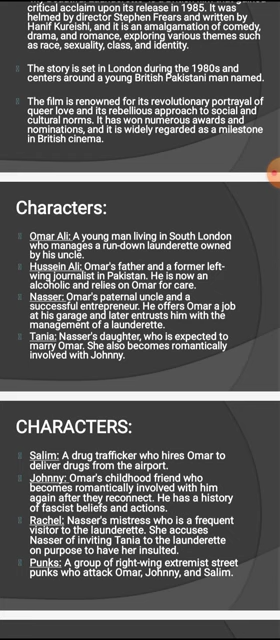 critical acclaim upon its release in 1985. It was
helmed by director Stephen Frears and written by
Hanif Kureishi, and it is an amalgamation of comedy,
drama, and romance, exploring various themes such
as race, sexuality, class, and identity.
The story is set in London during the 1980s and
centers around a young British Pakistani man named.
The film is renowned for its revolutionary portrayal of
queer love and its rebellious approach to social and
cultural norms. It has won numerous awards and
nominations, and it is widely regarded as a milestone
in British cinema.
Characters:
Omar Ali: A young man living in South London
who manages a run-down launderette owned
by his uncle.
Hussein Ali: Omar's father and a former left-
wing journalist in Pakistan. He is now an
alcoholic and relies on Omar for care.
Nasser: Omar's paternal uncle and a
successful entrepreneur. He offers Omar a job
at his garage and later entrusts him with the
management of a launderette.
Tania: Nasser's daughter, who is expected to
marry Omar. She also becomes romantically
involved with Johnny.
CHARACTERS:
Salim: A drug trafficker who hires Omar to
deliver drugs from the airport.
Johnny: Omar's childhood friend who
becomes romantically involved with him
again after they reconnect. He has a history
of fascist beliefs and actions.
Rachel: Nasser's mistress who is a frequent
visitor to the launderette. She accuses
Nasser of inviting Tania to the launderette
on purpose to have her insulted.
Punks: A group of right-wing extremist street
punks who attack Omar, Johnny, and Salim.